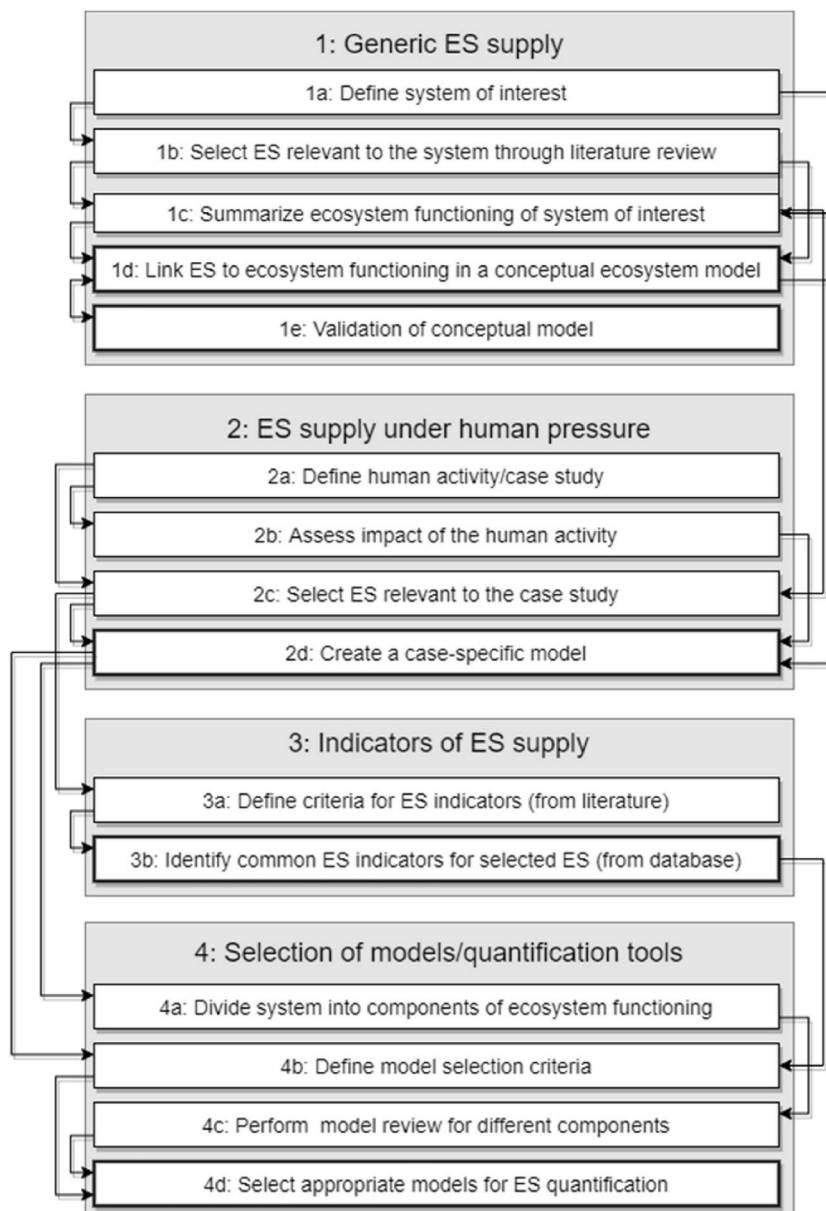 1: Generic ES supply
1a: Define system of interest
1b: Select ES relevant to the system through literature review
1c: Summarize ecosystem functioning of system of interest
1d: Link ES to ecosystem functioning in a conceptual ecosystem model
1e: Validation of conceptual model
2: ES supply under human pressure
2a: Define human activity/case study
2b: Assess impact of the human activity
2c: Select ES relevant to the case study
2d: Create a case-specific model
3: Indicators of ES supply
3a: Define criteria for ES indicators (from literature)
3b: Identify common ES indicators for selected ES (from database)
4: Selection of models/quantification tools
4a: Divide system into components of ecosystem functioning
4b: Define model selection criteria
4c: Perform model review for different components
4d: Select appropriate models for ES quantification